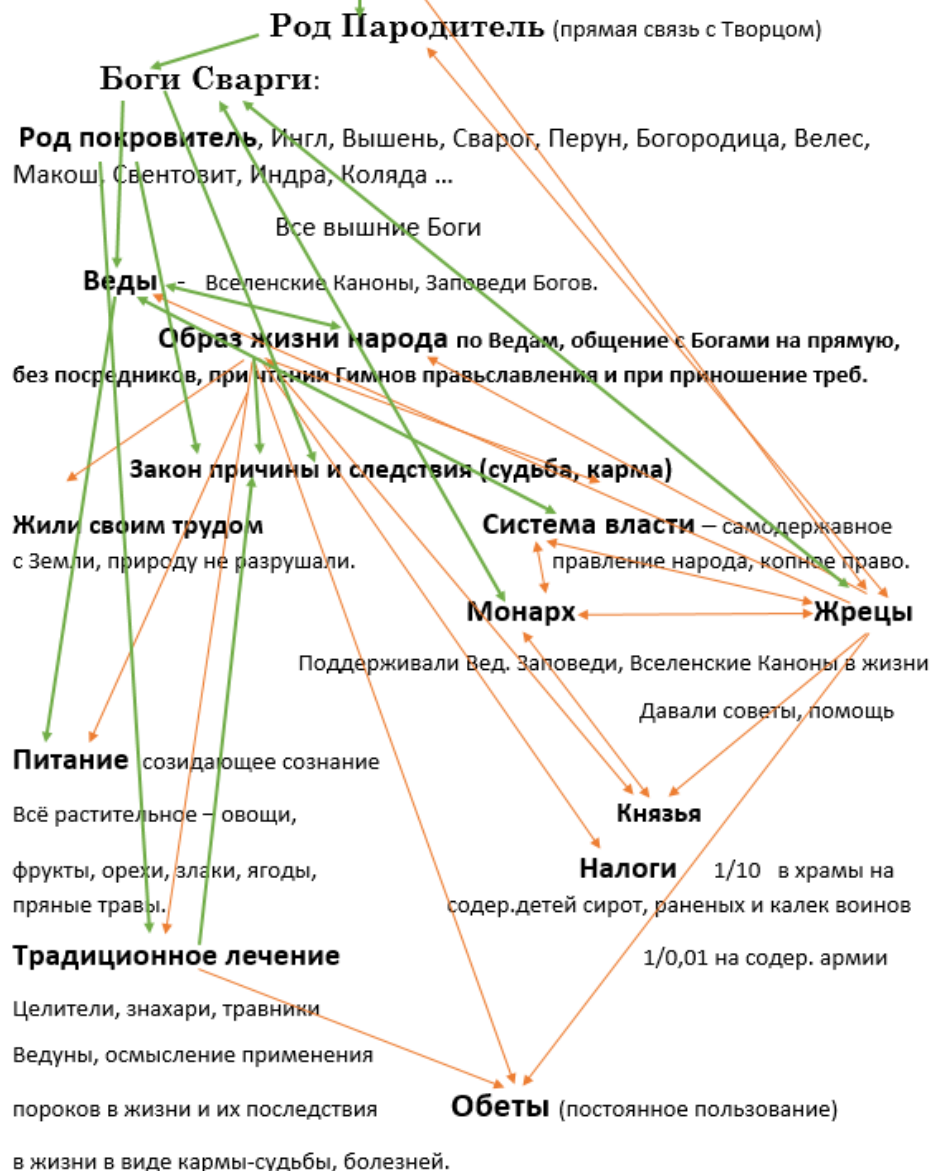 Род Пародитель (прямая связь с Творцом)
Боги Сварги:
Род покровитель, Ингл, Вышень, Сварог, Перун, Богородица, Велес,
Макош, Свентовит, Индра, Коляда ...
Все вышние Боги
Веды - Вселенские Каноны, Заповеди Богов.
Образ жизни народа по Ведам, общение с Богами на прямую,
без посредников, при чтении Гимнов правьславления и при приношение треб.
Закон причины и следствия (судьба, карма)
Жили своим трудом
с Земли, природу не разрушали.
Система власти – самодержавное
правление народа, копное право.
Монарх
Жрецы
Поддерживали Вед. Заповеди, Вселенские Каноны в жизни
Давали советы, помощь
Питание созидающее сознание
Всё растительное – овощи,
фрукты, орехи, злаки, ягоды,
пряные травы.
Князья
Налоги 1/10 в храмы на
содер.детей сирот, раненых и калек воинов
1/0,01 на содер. армии
Традиционное лечение
Целители, знахари, травники
Ведуны, осмысление применения
пороков в жизни и их последствия
в жизни в виде кармы-судьбы, болезней.
Обеты (постоянное пользование)